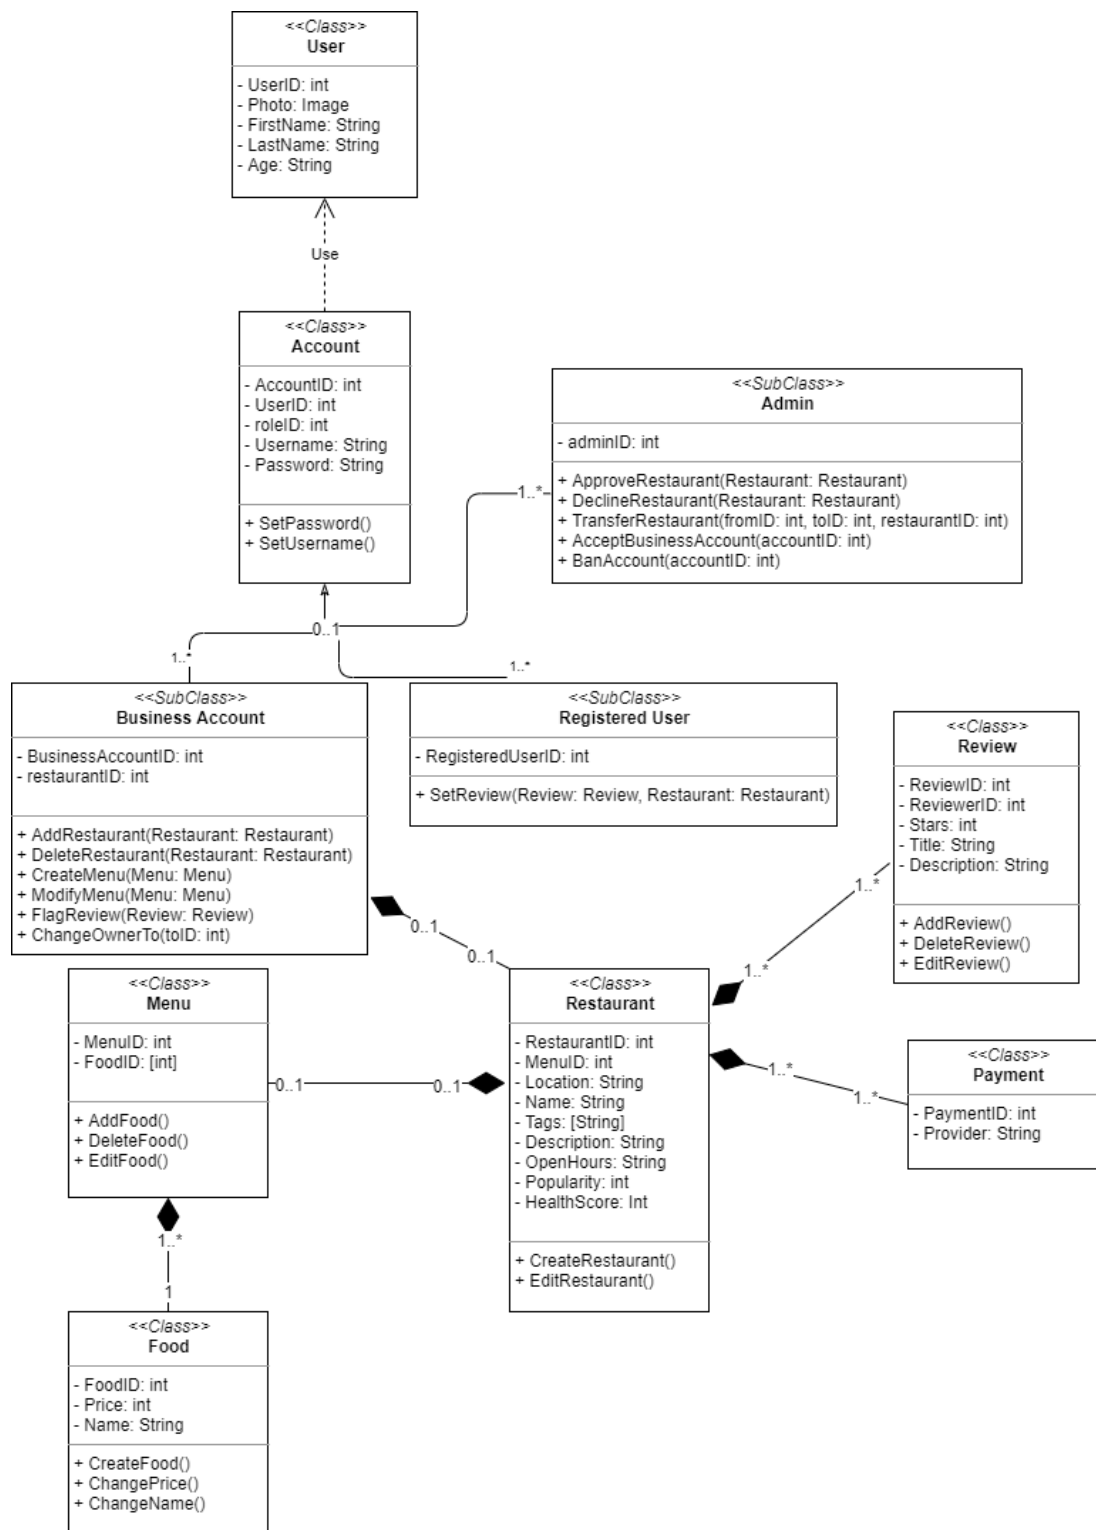 <<Class>>
User
- UserID: int
- Photo: Image
- FirstName: String
- LastName: String
- Age: String
Use
<<Class>>
Account
- AccountID: int
- UserID: int
- roleID: int
- Username: String
- Password: String
+ SetPassword()
+ SetUsername()
<<SubClass>>
Admin
- adminID: int
+ ApproveRestaurant(Restaurant: Restaurant)
+ DeclineRestaurant(Restaurant: Restaurant)
+ TransferRestaurant(fromID: int, toID: int, restaurantID: int)
+ AcceptBusinessAccount(accountID: int)
+ BanAccount(accountID: int)
1..*
0..1
1..*
1..*
<<SubClass>>
Business Account
- BusinessAccountID: int
- restaurantID: int
+ AddRestaurant(Restaurant: Restaurant)
+ DeleteRestaurant(Restaurant: Restaurant)
+ CreateMenu(Menu: Menu)
+ ModifyMenu(Menu: Menu)
+ FlagReview(Review: Review)
+ ChangeOwnerTo(toID: int)
<<SubClass>>
Registered User
- RegisteredUserID: int
+ SetReview(Review: Review, Restaurant: Restaurant)
<<Class>>
Review
- ReviewID: int
- ReviewerID: int
- Stars: int
- Title: String
- Description: String
+ AddReview()
+ DeleteReview()
+ EditReview()
1..*
1..*
0..1
0..1
<<Class>>
Menu
- MenuID: int
- FoodID: [int]
+ AddFood()
+ DeleteFood()
+ EditFood()
0..1
0..1
<<Class>>
Restaurant
- RestaurantID: int
- MenuID: int
- Location: String
- Name: String
- Tags: [String]
- Description: String
- OpenHours: String
- Popularity: int
- HealthScore: Int
+ CreateRestaurant()
+ EditRestaurant()
1..*
1..*
<<Class>>
Payment
- PaymentID: int
- Provider: String
1..*
1
<<Class>>
Food
- FoodID: int
- Price: int
- Name: String
+ CreateFood()
+ ChangePrice()
+ ChangeName()